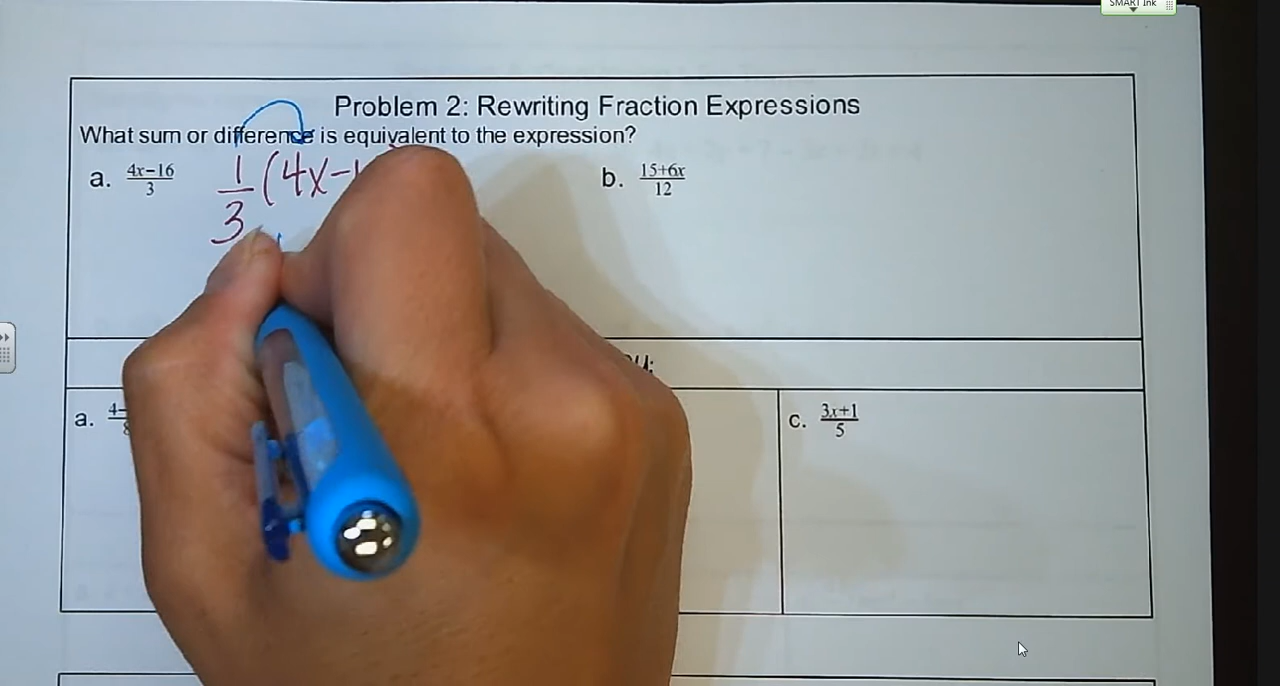 SMART Ink
Problem 2: Rewriting Fraction Expressions
What sum or difference is equivalent to the expression?
a. 4x−16/3
1/3 (4x−
b. 15+6x/12
a. 4−
c. 3x+1/5